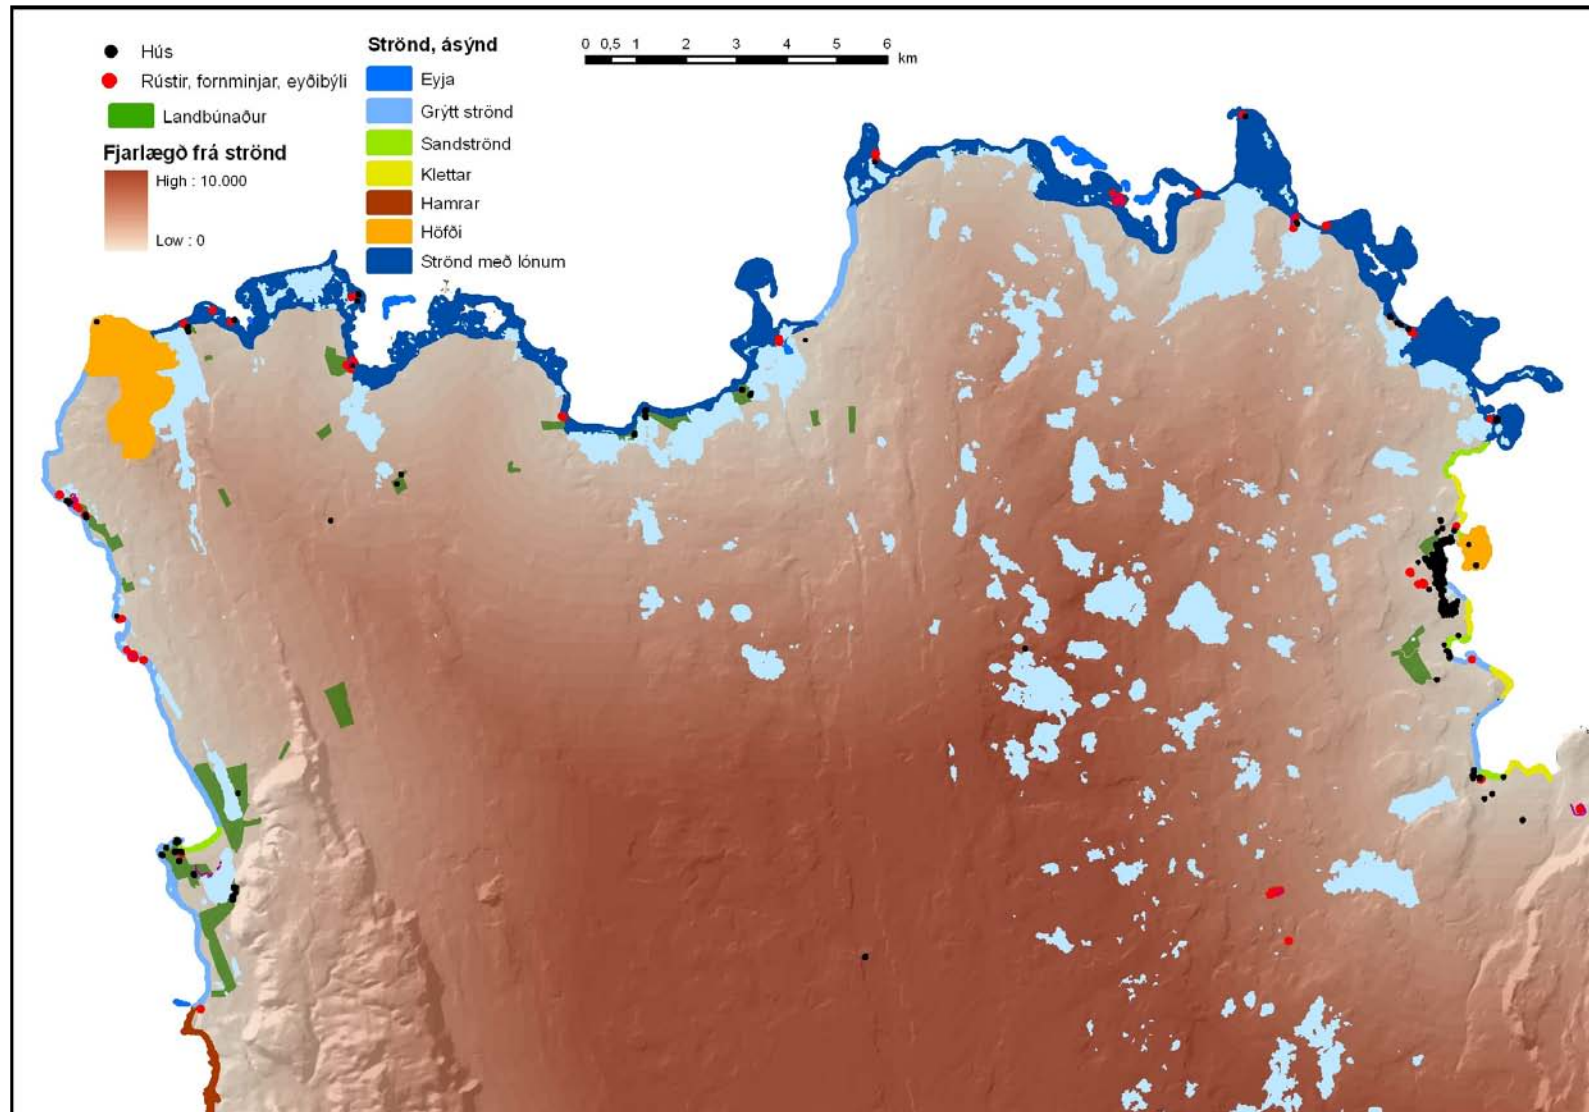 Hús
Rústir, fornminjar, eyðibýli
Landbúnaður
Fjarlægð frá strönd
High : 10.000
Low : 0
Strönd, ásýnd
Eyja
Grýtt strönd
Sandströnd
Klettar
Hamrar
Höfði
Strönd með lónum
0 0,5 1 2 3 4 5 6
km